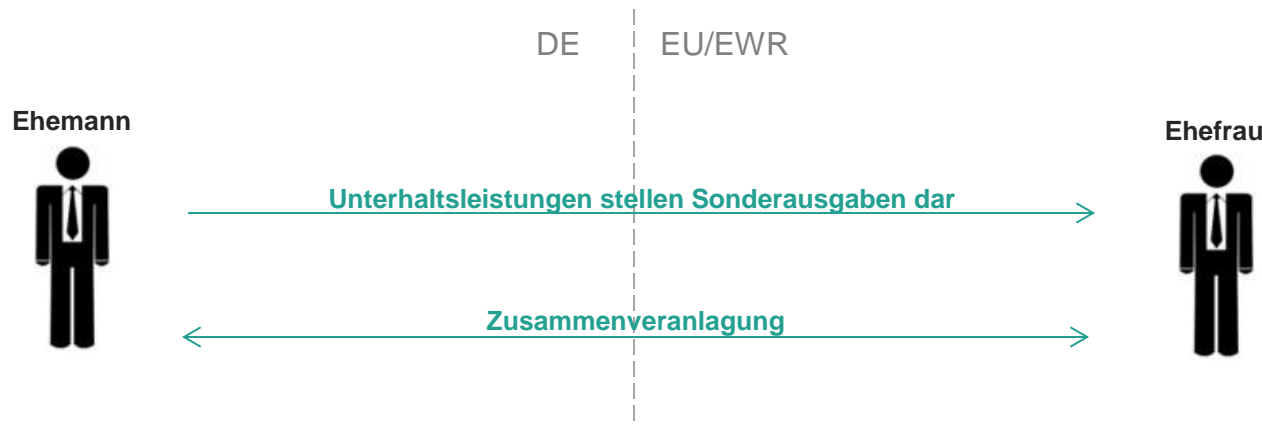 DE EU/EWR
Ehemann
Ehefrau
Unterhaltsleistungen stellen Sonderausgaben dar
Zusammenveranlagung